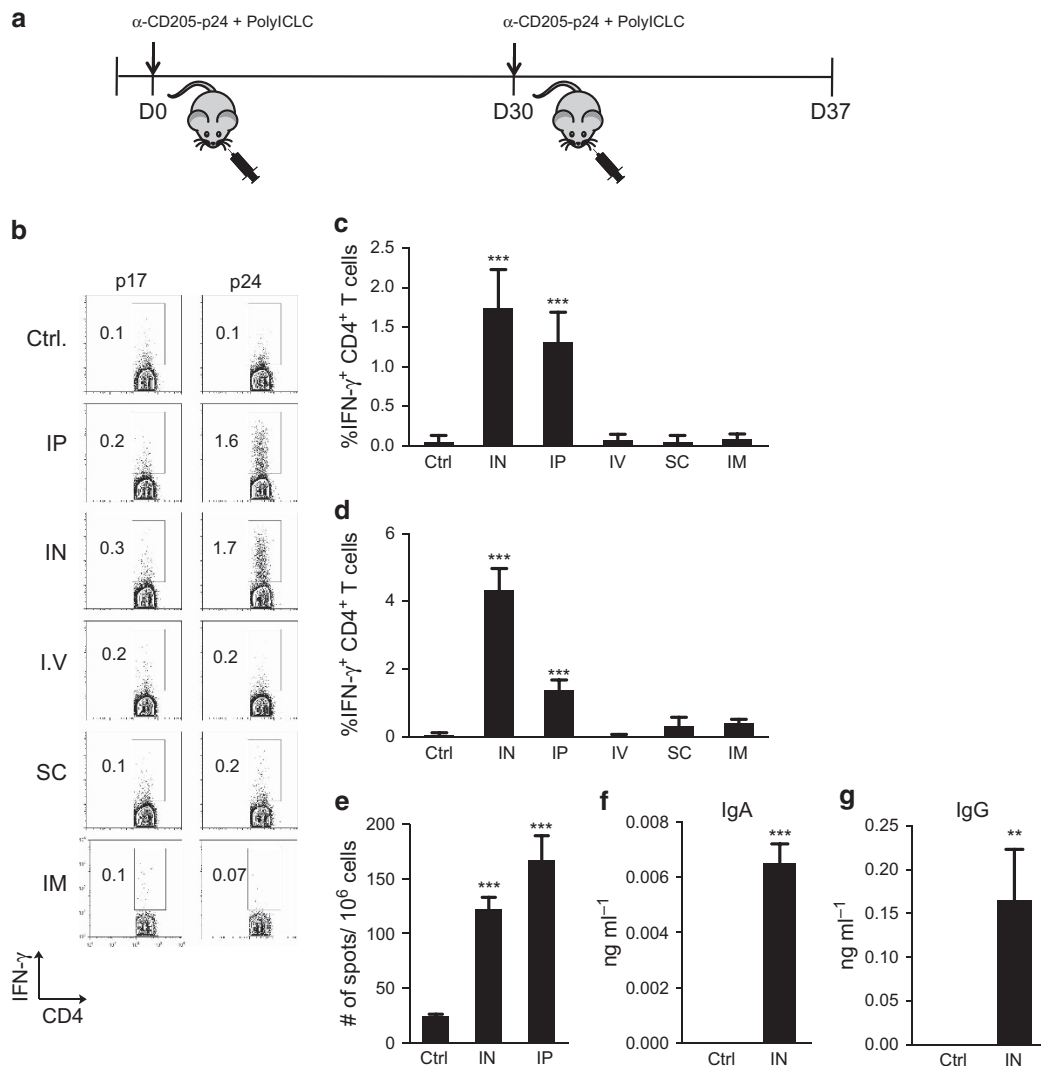 a
α-CD205-p24 + PolyICLC α-CD205-p24 + PolyICLC
D0 D30 D37
b
p17 p24
Ctrl. 0.1 0.1
IP 0.2 1.6
IN 0.3 1.7
I.V 0.2 0.2
SC 0.1 0.2
IM 0.1 0.07
IFN-γ
CD4
c
%IFN-γ⁺ CD4⁺ T cells
2.5
2.0
1.5
1.0
0.5
0.0
*** ***
Ctrl IN IP IV SC IM
d
%IFN-γ⁺ CD4⁺ T cells
6
4
2
0
*** ***
Ctrl IN IP IV SC IM
e
# of spots/ 10⁶ cells
200
150
100
50
0
*** ***
Ctrl IN IP
f
IgA
ng ml⁻¹
0.008
0.006
0.004
0.002
0.000
***
Ctrl IN
g
IgG
ng ml⁻¹
0.25
0.20
0.15
0.10
0.05
0.00
**
Ctrl IN